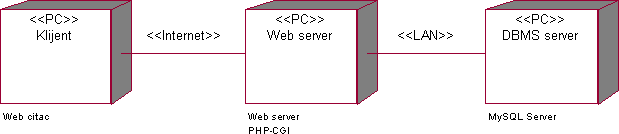 <<PC>>
Klijent
<<Internet>>
<<PC>>
Web server
<<LAN>>
<<PC>>
DBMS server
Web citac
Web server
PHP-CGI
MySQL Server